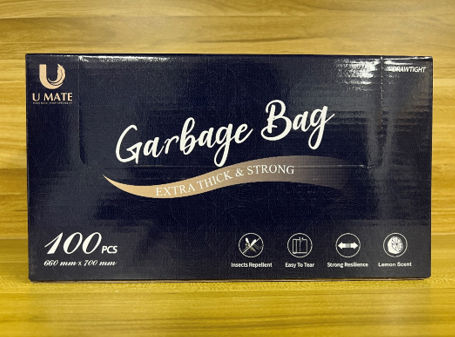 U MATE
DRAWTIGHT
Garbage Bag
EXTRA THICK & STRONG
100 PCS
660 mm x 700 mm
Insects Repellent
Easy To Tear
Strong Resilience
Lemon Scent